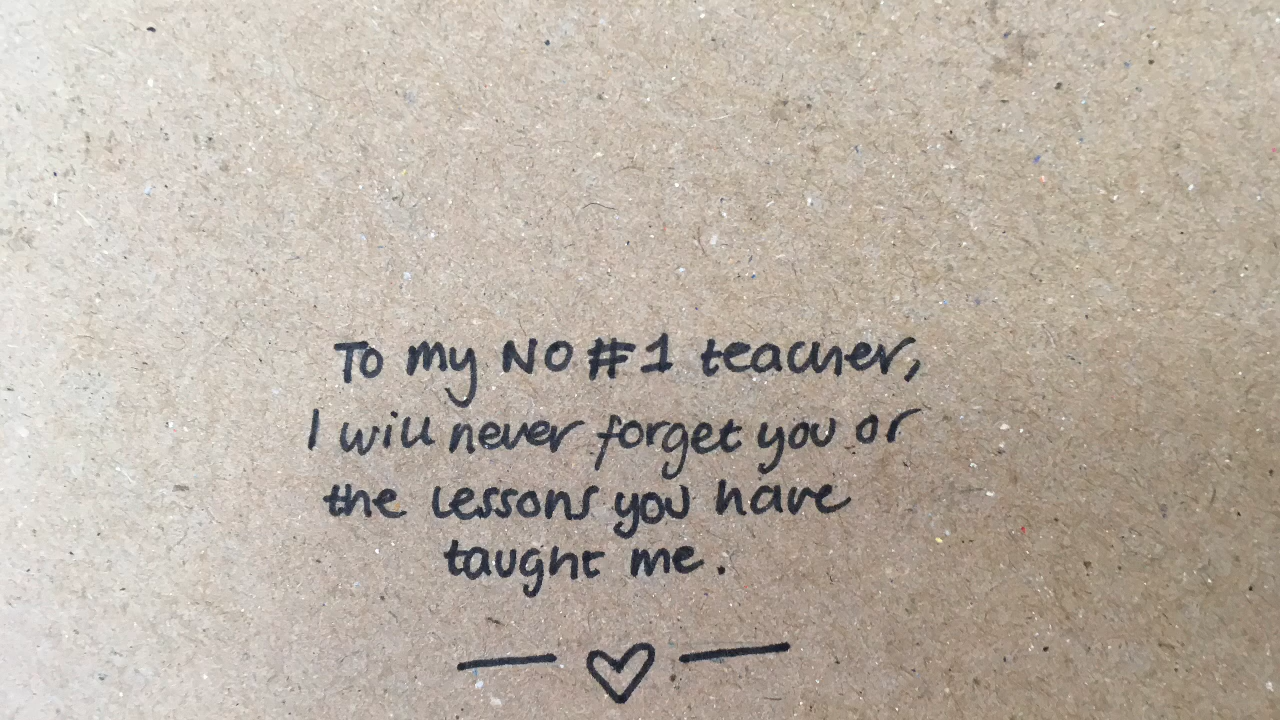 To my NO #1 teacher,
I will never forget you or
the lessons you have
taught me.